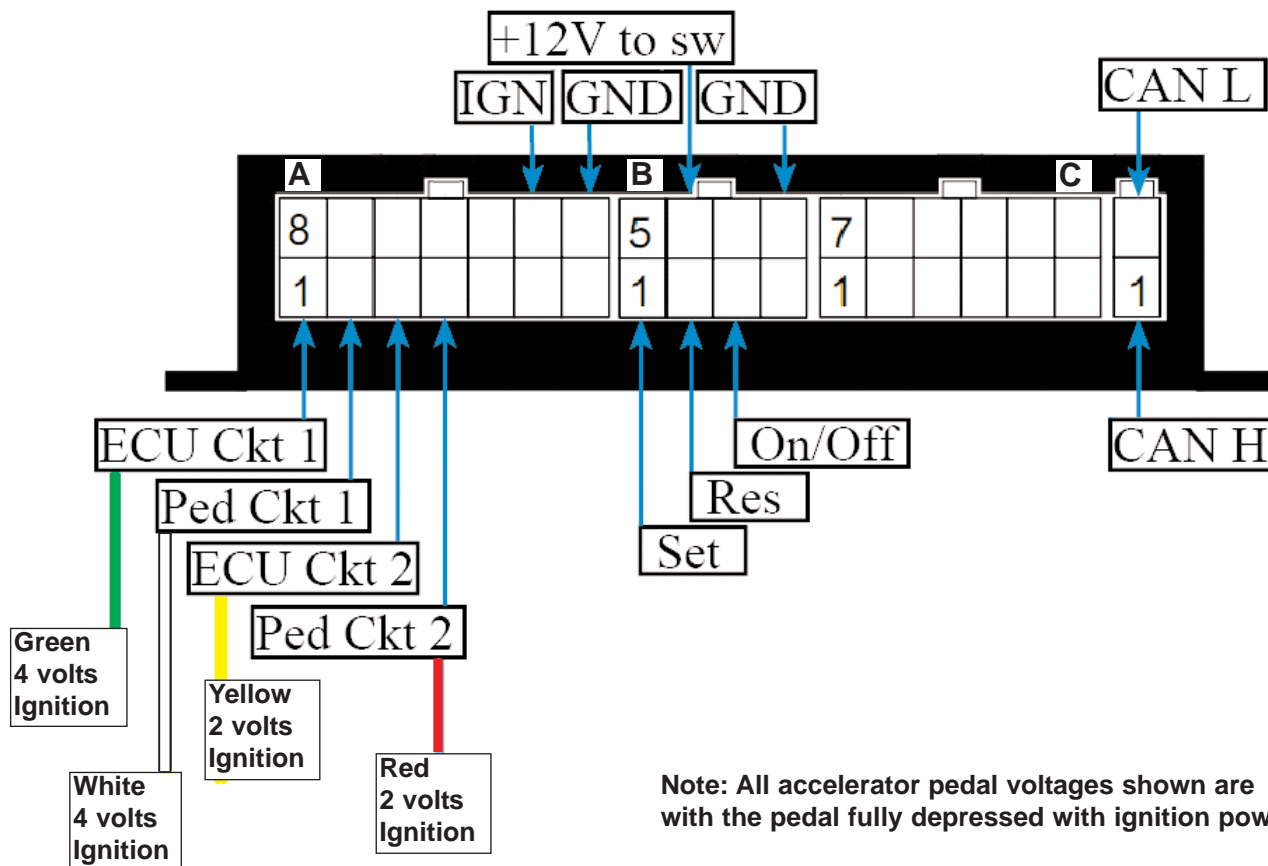 +12V to sw
IGN
GND
GND
CAN L
A
B
C
8
5
7
1
1
1
1
ECU Ckt 1
On/Off
CAN H
Ped Ckt 1
Res
Set
ECU Ckt 2
Ped Ckt 2
Green
4 volts
Ignition
Yellow
2 volts
Ignition
Red
2 volts
Ignition
White
4 volts
Ignition
Note: All accelerator pedal voltages shown are
with the pedal fully depressed with ignition pow